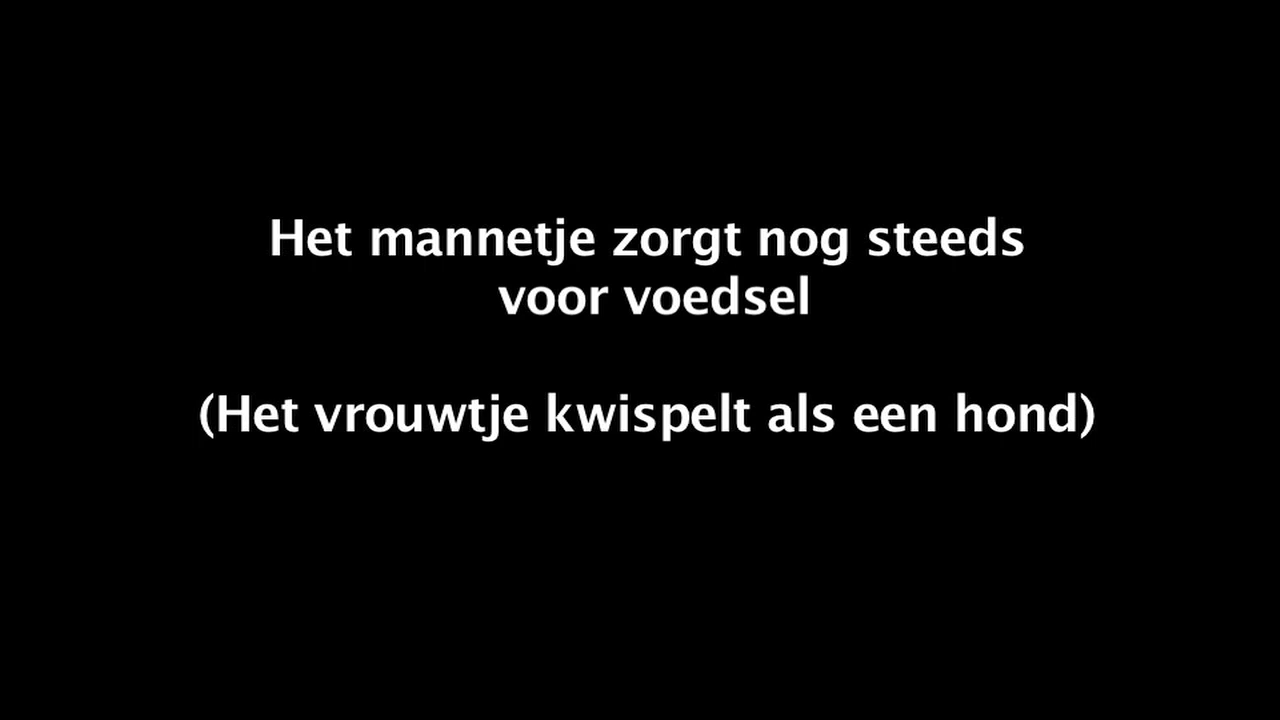 Het mannetje zorgt nog steeds
voor voedsel
(Het vrouwtje kwispelt als een hond)